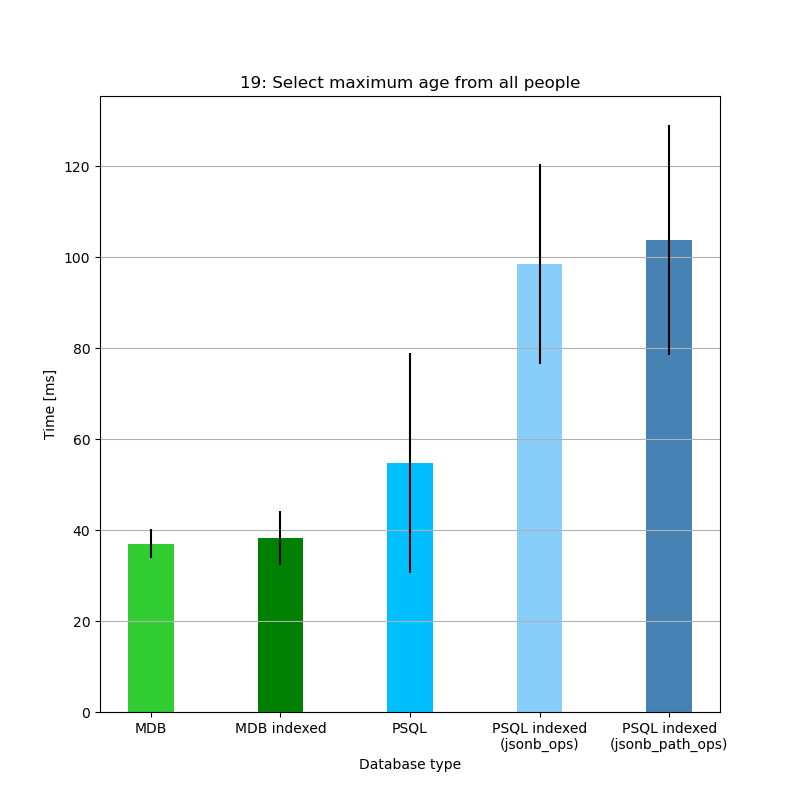 19: Select maximum age from all people
120
100
80
60
40
20
0
Time [ms]
MDB
MDB indexed
PSQL
PSQL indexed
(jsonb_ops)
PSQL indexed
(jsonb_path_ops)
Database type